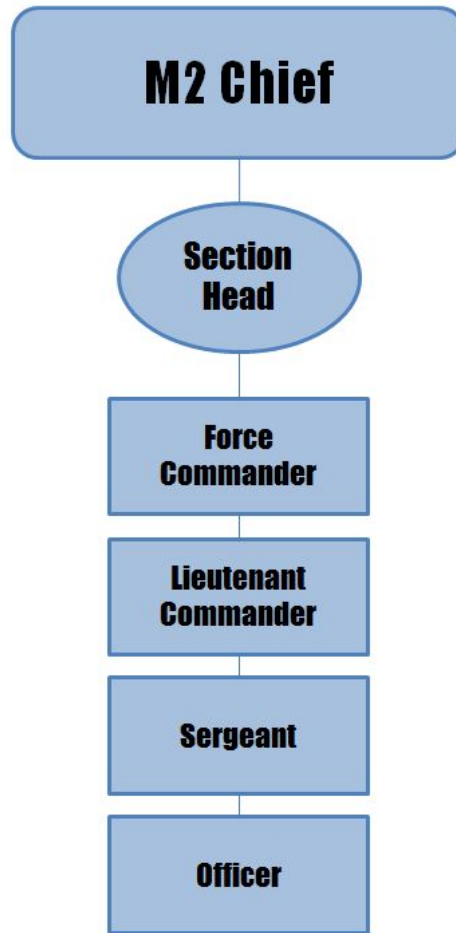 M2 Chief
Section
Head
Force
Commander
Lieutenant
Commander
Sergeant
Officer